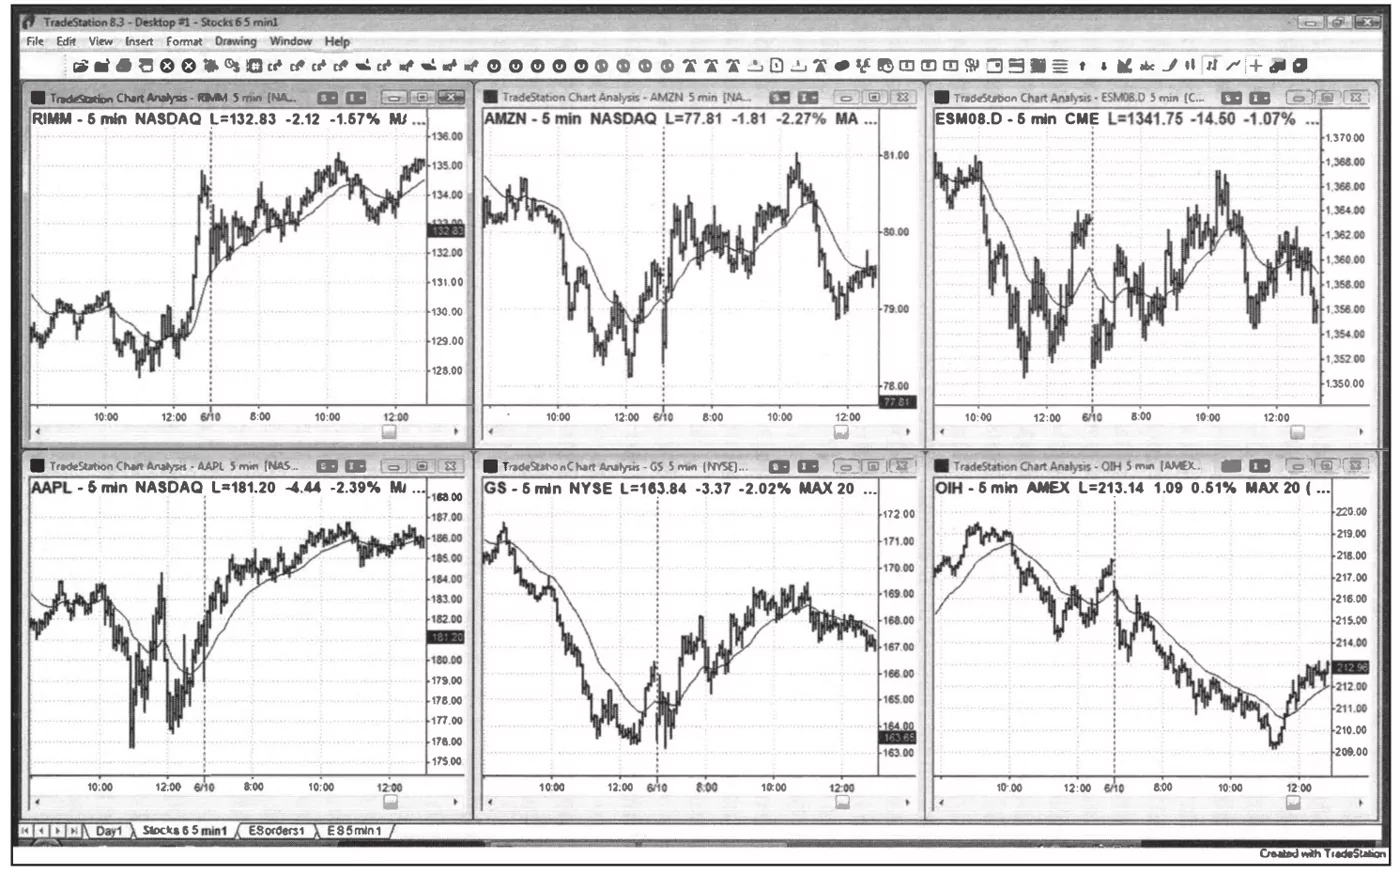 TradeStation 8.3 - Desktop #1 - Stocks 6 5 min1
File Edit View Insert Format Drawing Window Help
TradeStation Chart Analysis - RIMM 5 min [NA...
RIMM - 5 min NASDAQ L=132.83 -2.12 -1.57% M/ ...
136.00
135.00
134.00
133.00
132.83
132.00
131.00
130.00
129.00
128.00
10:00 12:00 6/10 8:00 10:00 12:00
TradeStation Chart Analysis - AMZN 5 min [NA...
AMZN - 5 min NASDAQ L=77.81 -1.81 -2.27% MA ...
81.00
80.00
79.00
78.00
77.81
10:00 12:00 6/10 8:00 10:00 12:00
TradeStation Chart Analysis - ESM08.D 5 min [C...
ESM08.D - 5 min CME L=1341.75 -14.50 -1.07% ...
1,370.00
1,368.00
1,366.00
1,364.00
1,362.00
1,360.00
1,358.00
1,356.00
1,354.00
1,352.00
1,350.00
10:00 12:00 6/10 8:00 10:00 12:00
TradeStation Chart Analysis - AAPL 5 min [NAS...
AAPL - 5 min NASDAQ L=181.20 -4.44 -2.39% M/ ...
187.00
186.00
185.00
184.00
183.00
182.00
181.20
180.00
179.00
178.00
177.00
176.00
175.00
10:00 12:00 6/10 8:00 10:00 12:00
TradeStation Chart Analysis - GS 5 min [NYSE]...
GS - 5 min NYSE L=163.84 -3.37 -2.02% MAX 20 ...
172.00
171.00
170.00
169.00
168.00
167.00
166.00
165.00
164.00
163.65
163.00
10:00 12:00 6/10 8:00 10:00 12:00
TradeStation Chart Analysis - OIH 5 min [AMEX...
OIH - 5 min AMEX L=213.14 1.09 0.51% MAX 20 ( ...
220.00
219.00
218.00
217.00
216.00
215.00
214.00
212.96
212.00
211.00
210.00
209.00
10:00 12:00 6/10 8:00 10:00 12:00
Day1 Stocks 6 5 min1 ESorders1 ES5min1
Created with TradeStation